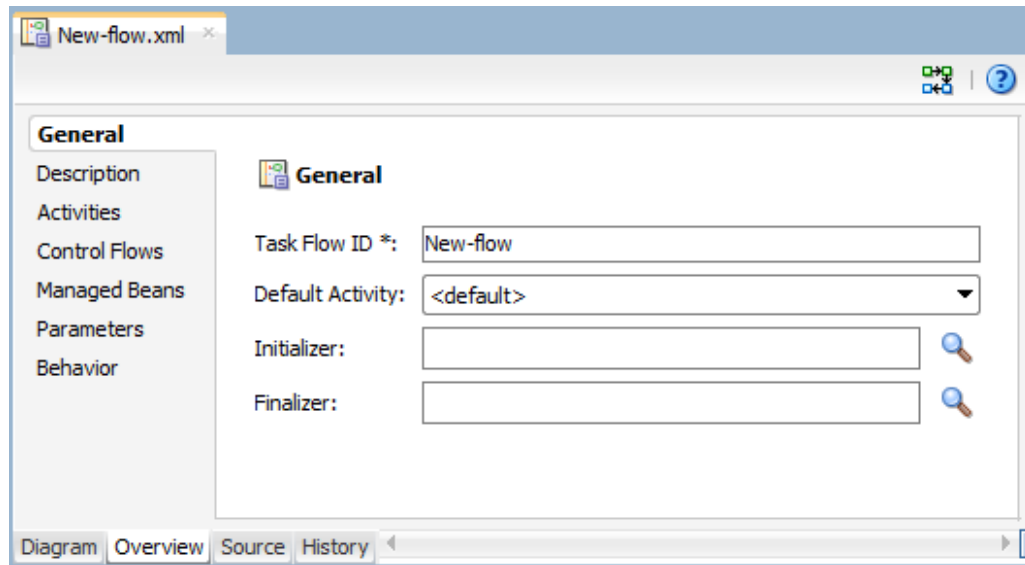 New-flow.xml
General
Description
Activities
Control Flows
Managed Beans
Parameters
Behavior
General
Task Flow ID *: New-flow
Default Activity: <default>
Initializer:
Finalizer:
Diagram Overview Source History